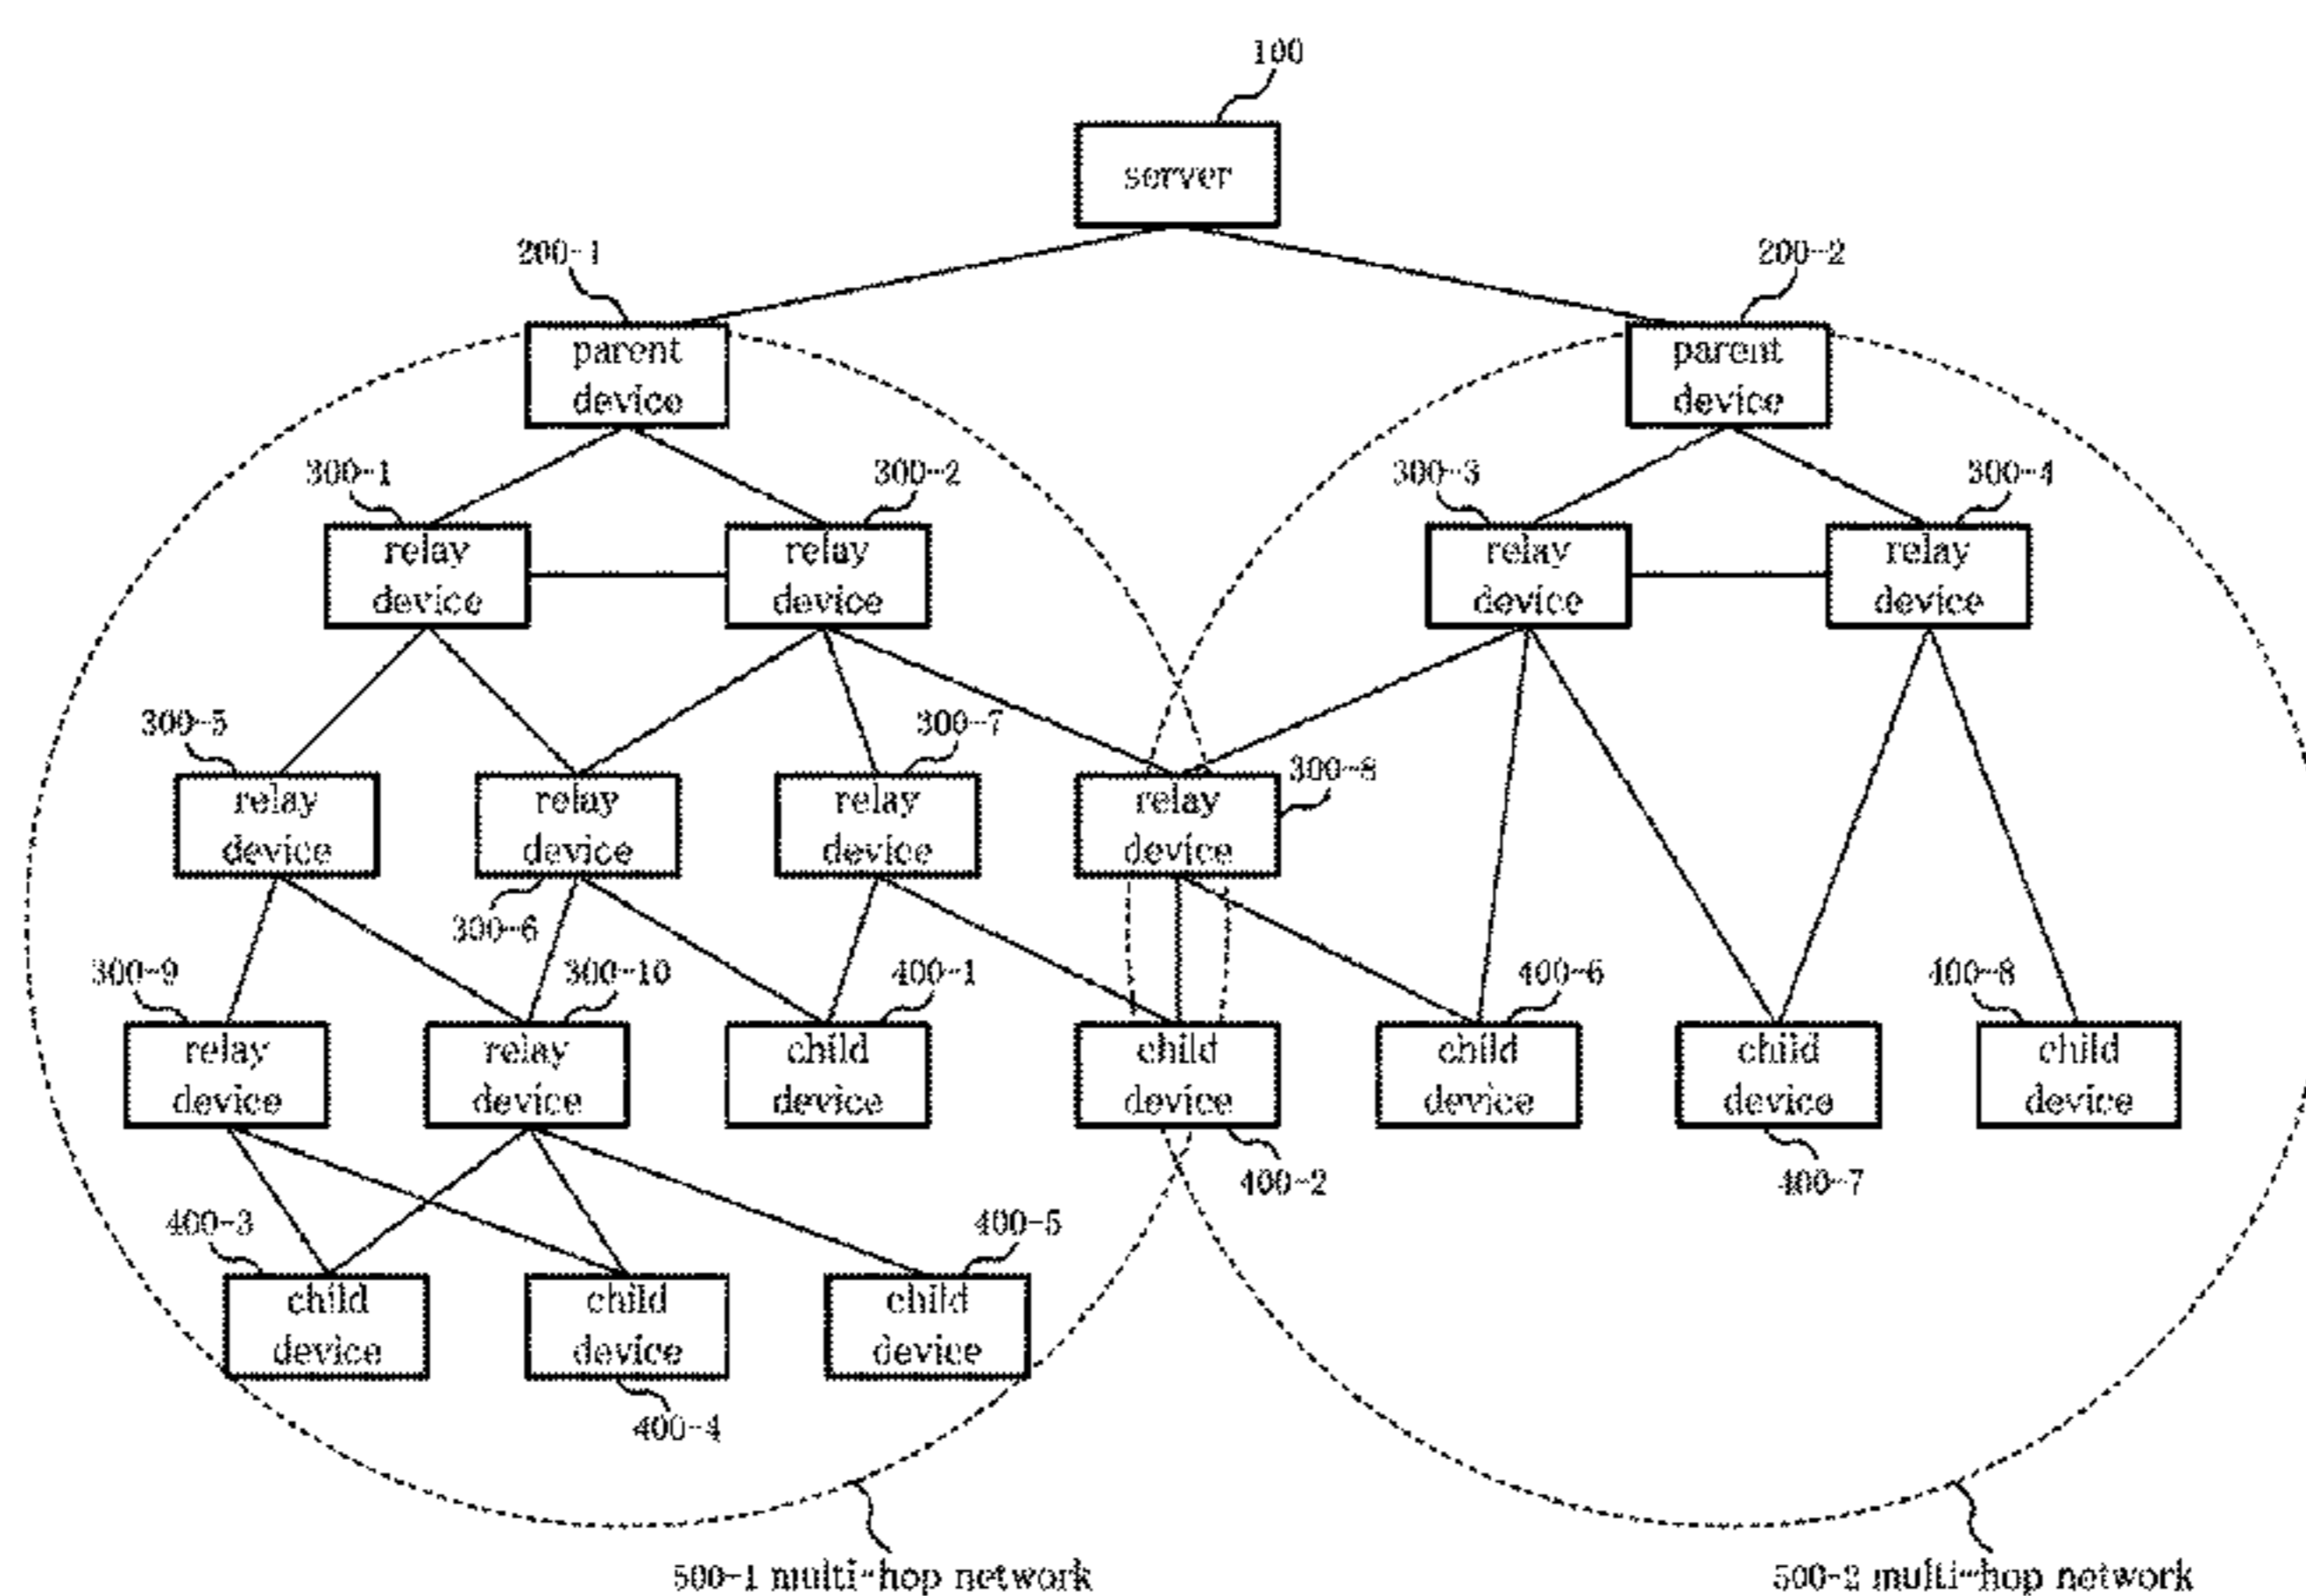 100
server
200-1
200-2
parent
device
parent
device
300-1
300-2
300-3
300-4
relay
device
relay
device
relay
device
relay
device
300-5
300-7
300-8
relay
device
relay
device
relay
device
relay
device
300-6
300-9
300-10
400-1
400-6
400-8
relay
device
relay
device
child
device
child
device
child
device
child
device
child
device
400-2
400-7
400-3
400-5
child
device
child
device
child
device
400-4
500-1 multi-hop network
500-2 multi-hop network